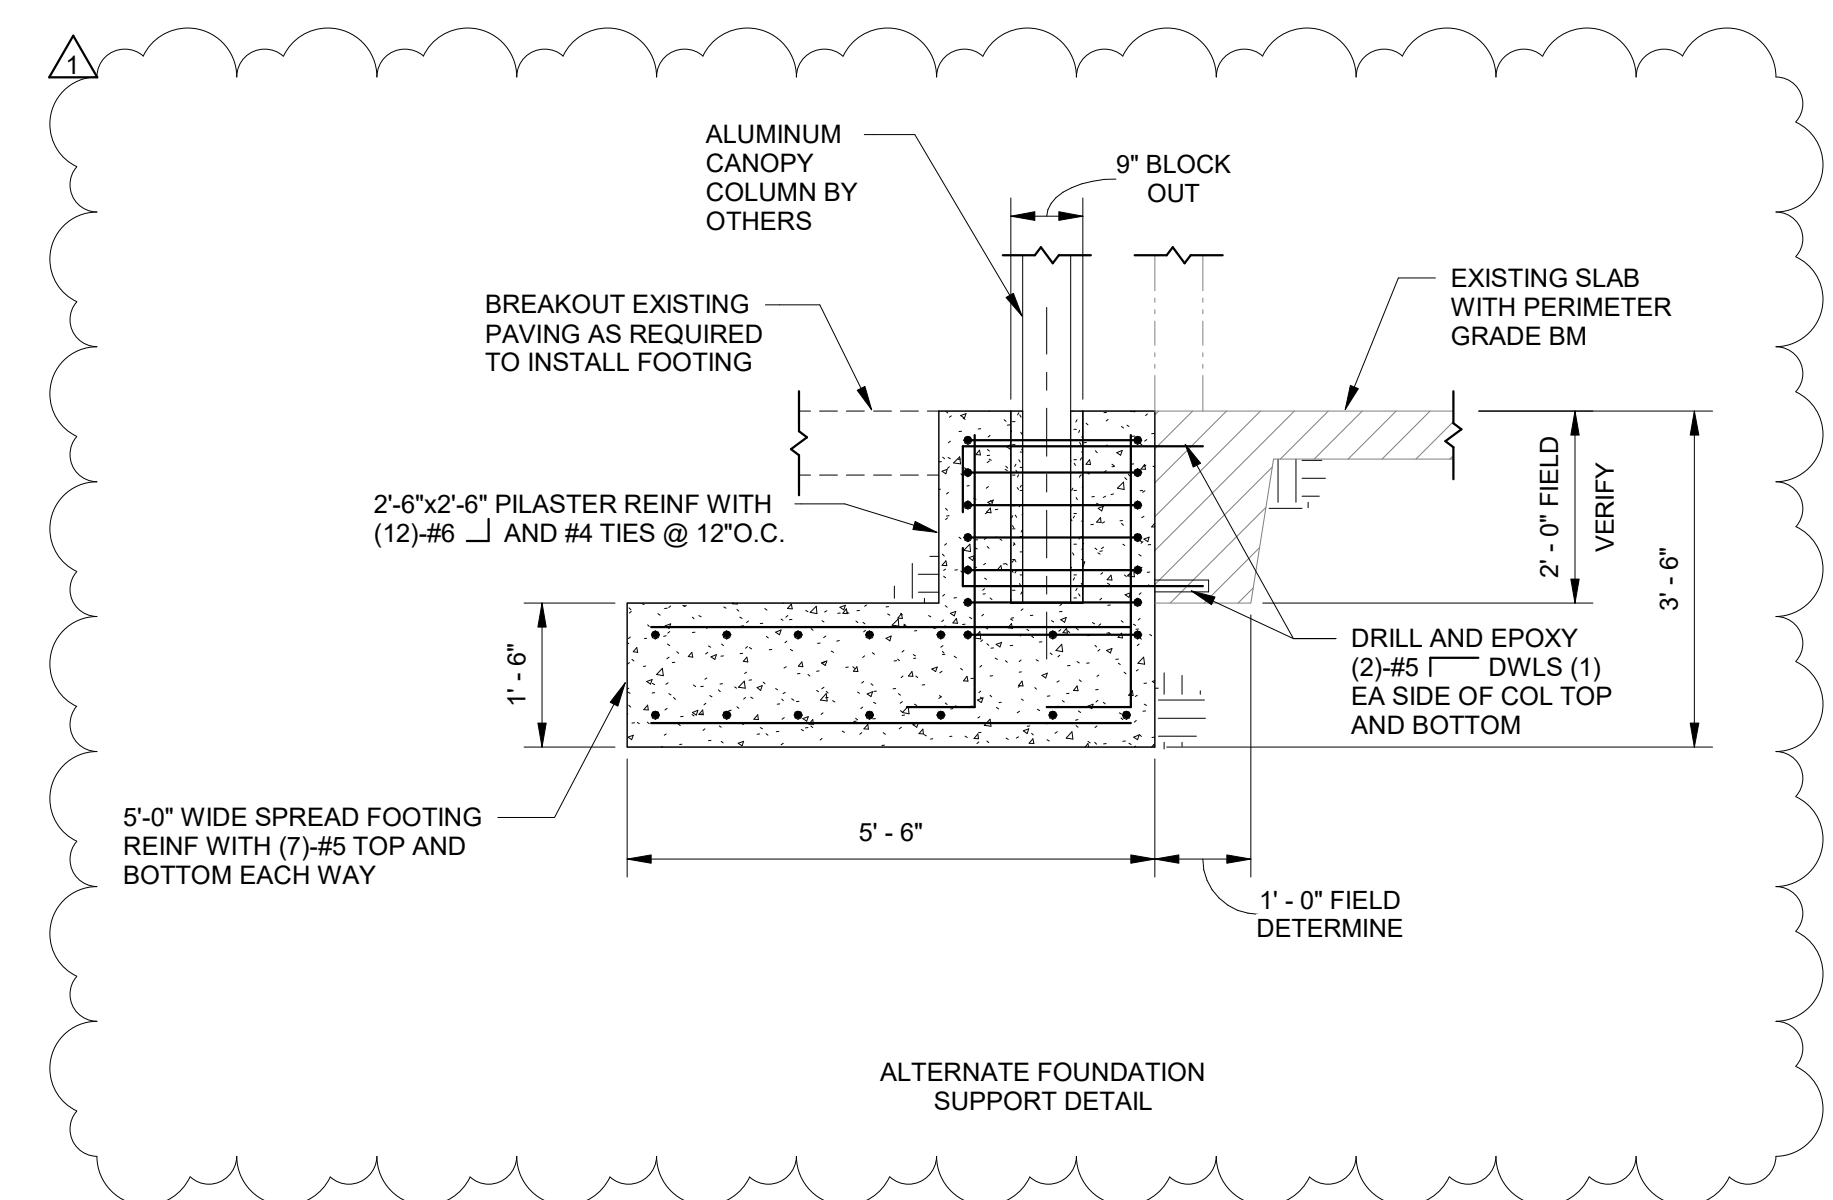 1
ALUMINUM
CANOPY
COLUMN BY
OTHERS
9" BLOCK
OUT
BREAKOUT EXISTING
PAVING AS REQUIRED
TO INSTALL FOOTING
EXISTING SLAB
WITH PERIMETER
GRADE BM
2'-6"x2'-6" PILASTER REINF WITH
(12)-#6 AND #4 TIES @ 12"O.C.
2' - 0" FIELD
VERIFY
3' - 6"
1' - 6"
DRILL AND EPOXY
(2)-#5 DWLS (1)
EA SIDE OF COL TOP
AND BOTTOM
5'-0" WIDE SPREAD FOOTING
REINF WITH (7)-#5 TOP AND
BOTTOM EACH WAY
5' - 6"
1' - 0" FIELD
DETERMINE
ALTERNATE FOUNDATION
SUPPORT DETAIL